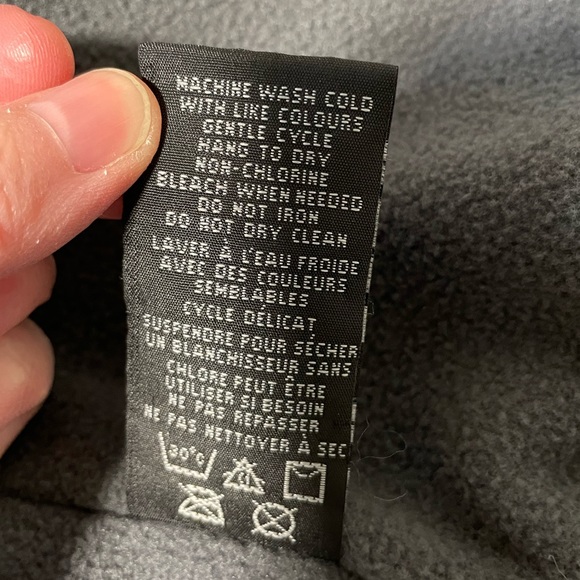 MACHINE WASH COLD
WITH LIKE COLOURS
GENTLE CYCLE
HANG TO DRY
NON-CHLORINE
BLEACH WHEN NEEDED
DO NOT IRON
DO NOT DRY CLEAN
LAVER À L'EAU FROIDE
AVEC DES COULEURS
SEMBLABLES
CYCLE DÉLICAT
SUSPENDRE POUR SÉCHER
UN BLANCHISSEUR SANS
CHLORE PEUT ÊTRE
UTILISER SI BESOIN
NE PAS REPASSER
NE PAS NETTOYER À SEC
30°C